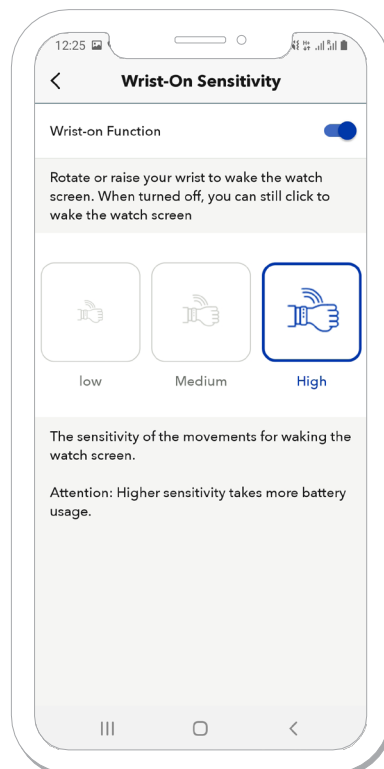 12:25
Wrist-On Sensitivity
Wrist-on Function
Rotate or raise your wrist to wake the watch
screen. When turned off, you can still click to
wake the watch screen
low
Medium
High
The sensitivity of the movements for waking the
watch screen.
Attention: Higher sensitivity takes more battery
usage.